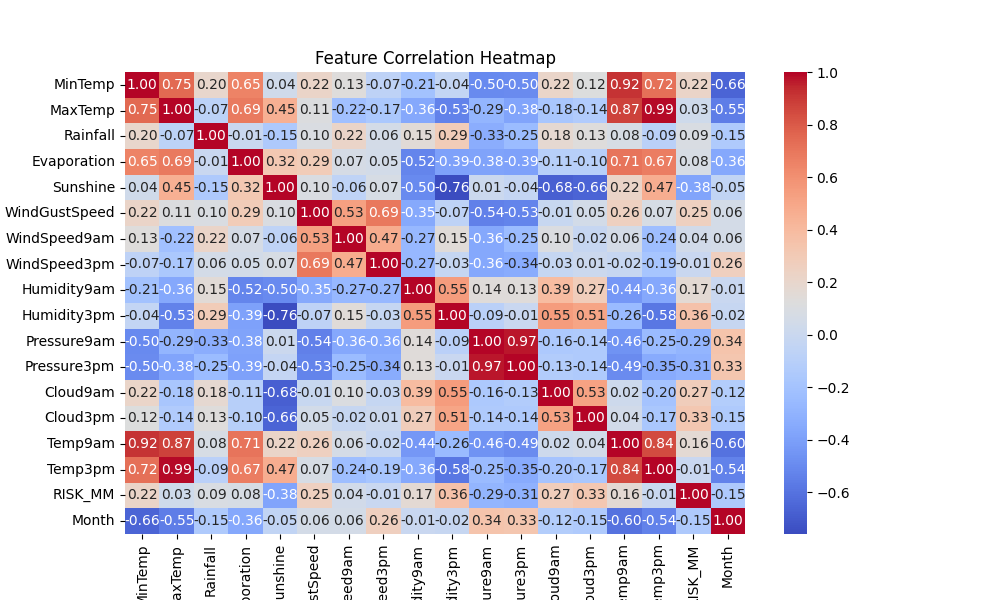 Feature Correlation Heatmap
MinTemp 1.00 0.75 0.20 0.65 0.04 0.22 0.13 -0.07 -0.21 -0.04 -0.50 -0.50 0.22 0.12 0.92 0.72 0.22 -0.66
MaxTemp 0.75 1.00 -0.07 0.69 0.45 0.11 -0.22 -0.17 -0.36 -0.53 -0.29 -0.38 -0.18 -0.14 0.87 0.99 0.03 -0.55
Rainfall 0.20 -0.07 1.00 -0.01 -0.15 0.10 0.22 0.06 0.15 0.29 -0.33 -0.25 0.18 0.13 0.08 -0.09 0.09 -0.15
Evaporation 0.65 0.69 -0.01 1.00 0.32 0.29 0.07 0.05 -0.52 -0.39 -0.38 -0.39 -0.11 -0.10 0.71 0.67 0.08 -0.36
Sunshine 0.04 0.45 -0.15 0.32 1.00 0.10 -0.06 0.07 -0.50 -0.76 0.01 -0.04 -0.68 -0.66 0.22 0.47 -0.38 -0.05
WindGustSpeed 0.22 0.11 0.10 0.29 0.10 1.00 0.53 0.69 -0.35 -0.07 -0.54 -0.53 -0.01 0.05 0.26 0.07 0.25 0.06
WindSpeed9am 0.13 -0.22 0.22 0.07 -0.06 0.53 1.00 0.47 -0.27 0.15 -0.36 -0.25 0.10 -0.02 0.06 -0.24 0.04 0.06
WindSpeed3pm -0.07 -0.17 0.06 0.05 0.07 0.69 0.47 1.00 -0.27 -0.03 -0.36 -0.34 -0.03 0.01 -0.02 -0.19 -0.01 0.26
Humidity9am -0.21 -0.36 0.15 -0.52 -0.50 -0.35 -0.27 -0.27 1.00 0.55 0.14 0.13 0.39 0.27 -0.44 -0.36 0.17 -0.01
Humidity3pm -0.04 -0.53 0.29 -0.39 -0.76 -0.07 0.15 -0.03 0.55 1.00 -0.09 -0.01 0.55 0.51 -0.26 -0.58 0.36 -0.02
Pressure9am -0.50 -0.29 -0.33 -0.38 0.01 -0.54 -0.36 -0.36 0.14 -0.09 1.00 0.97 -0.16 -0.14 -0.46 -0.25 -0.29 0.34
Pressure3pm -0.50 -0.38 -0.25 -0.39 -0.04 -0.53 -0.25 -0.34 0.13 -0.01 0.97 1.00 -0.13 -0.14 -0.49 -0.35 -0.31 0.33
Cloud9am 0.22 -0.18 0.18 -0.11 -0.68 -0.01 0.10 -0.03 0.39 0.55 -0.16 -0.13 1.00 0.53 0.02 -0.20 0.27 -0.12
Cloud3pm 0.12 -0.14 0.13 -0.10 -0.66 0.05 -0.02 0.01 0.27 0.51 -0.14 -0.14 0.53 1.00 0.04 -0.17 0.33 -0.15
Temp9am 0.92 0.87 0.08 0.71 0.22 0.26 0.06 -0.02 -0.44 -0.26 -0.46 -0.49 0.02 0.04 1.00 0.84 0.16 -0.60
Temp3pm 0.72 0.99 -0.09 0.67 0.47 0.07 -0.24 -0.19 -0.36 -0.58 -0.25 -0.35 -0.20 -0.17 0.84 1.00 -0.01 -0.54
RISK_MM 0.22 0.03 0.09 0.08 -0.38 0.25 0.04 -0.01 0.17 0.36 -0.29 -0.31 0.27 0.33 0.16 -0.01 1.00 -0.15
Month -0.66 -0.55 -0.15 -0.36 -0.05 0.06 0.06 0.26 -0.01 -0.02 0.34 0.33 -0.12 -0.15 -0.60 -0.54 -0.15 1.00
1.0
0.8
0.6
0.4
0.2
0.0
−0.2
−0.4
−0.6
Rainfall
Month